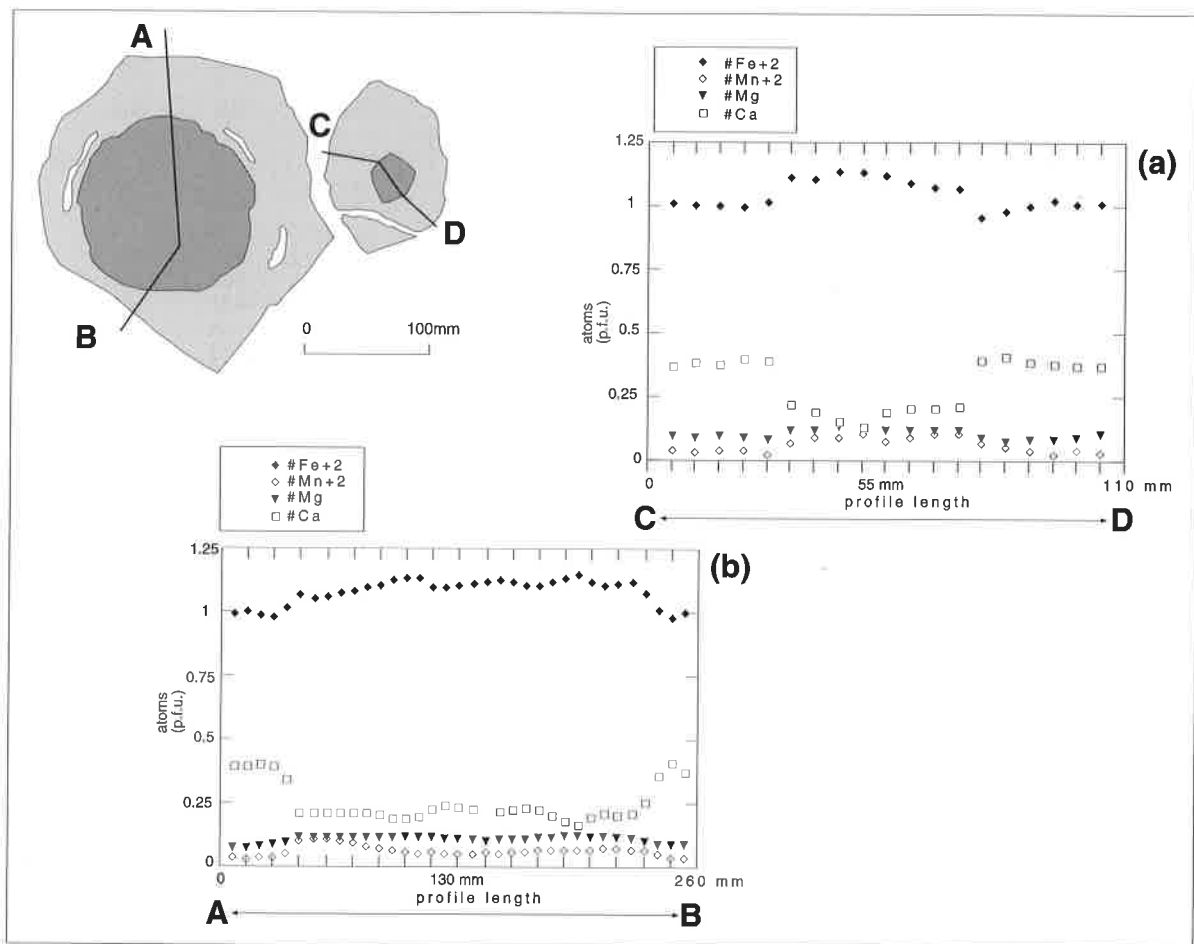 A
B
C
D
0 100mm
#Fe+2
#Mn+2
#Mg
#Ca
(a)
1.25
1
0.75
0.5
0,25
0
atoms
(p.f.u.)
0 55 mm 110 mm
profile length
C D
#Fe+2
#Mn+2
#Mg
#Ca
(b)
1.25
1
0.75
0.5
0.25
0
atoms
(p.f.u.)
0 130 mm 260 mm
profile length
A B